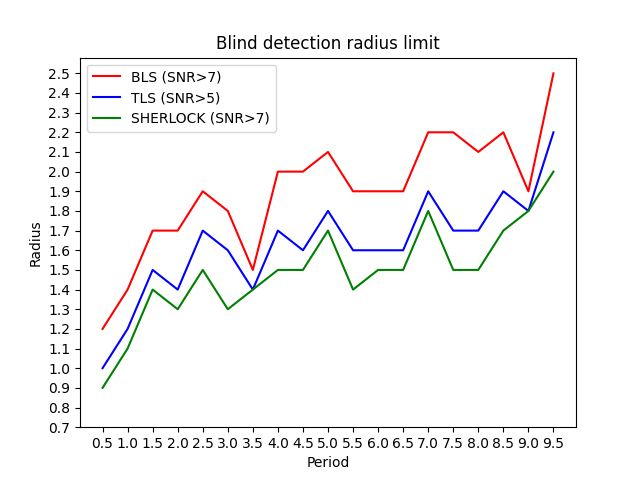 Blind detection radius limit
BLS (SNR>7)
TLS (SNR>5)
SHERLOCK (SNR>7)
Radius
2.5
2.4
2.3
2.2
2.1
2.0
1.9
1.8
1.7
1.6
1.5
1.4
1.3
1.2
1.1
1.0
0.9
0.8
0.7
0.5 1.0 1.5 2.0 2.5 3.0 3.5 4.0 4.5 5.0 5.5 6.0 6.5 7.0 7.5 8.0 8.5 9.0 9.5
Period